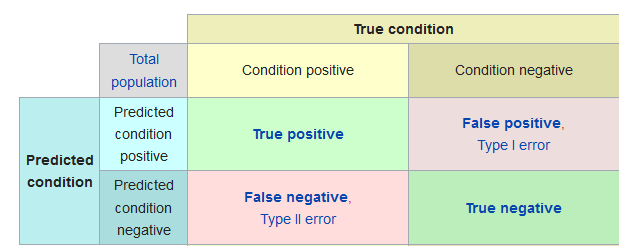 True condition
Total
population
Condition positive
Condition negative
Predicted
condition
Predicted
condition
positive
True positive
False positive,
Type I error
Predicted
condition
negative
False negative,
Type II error
True negative